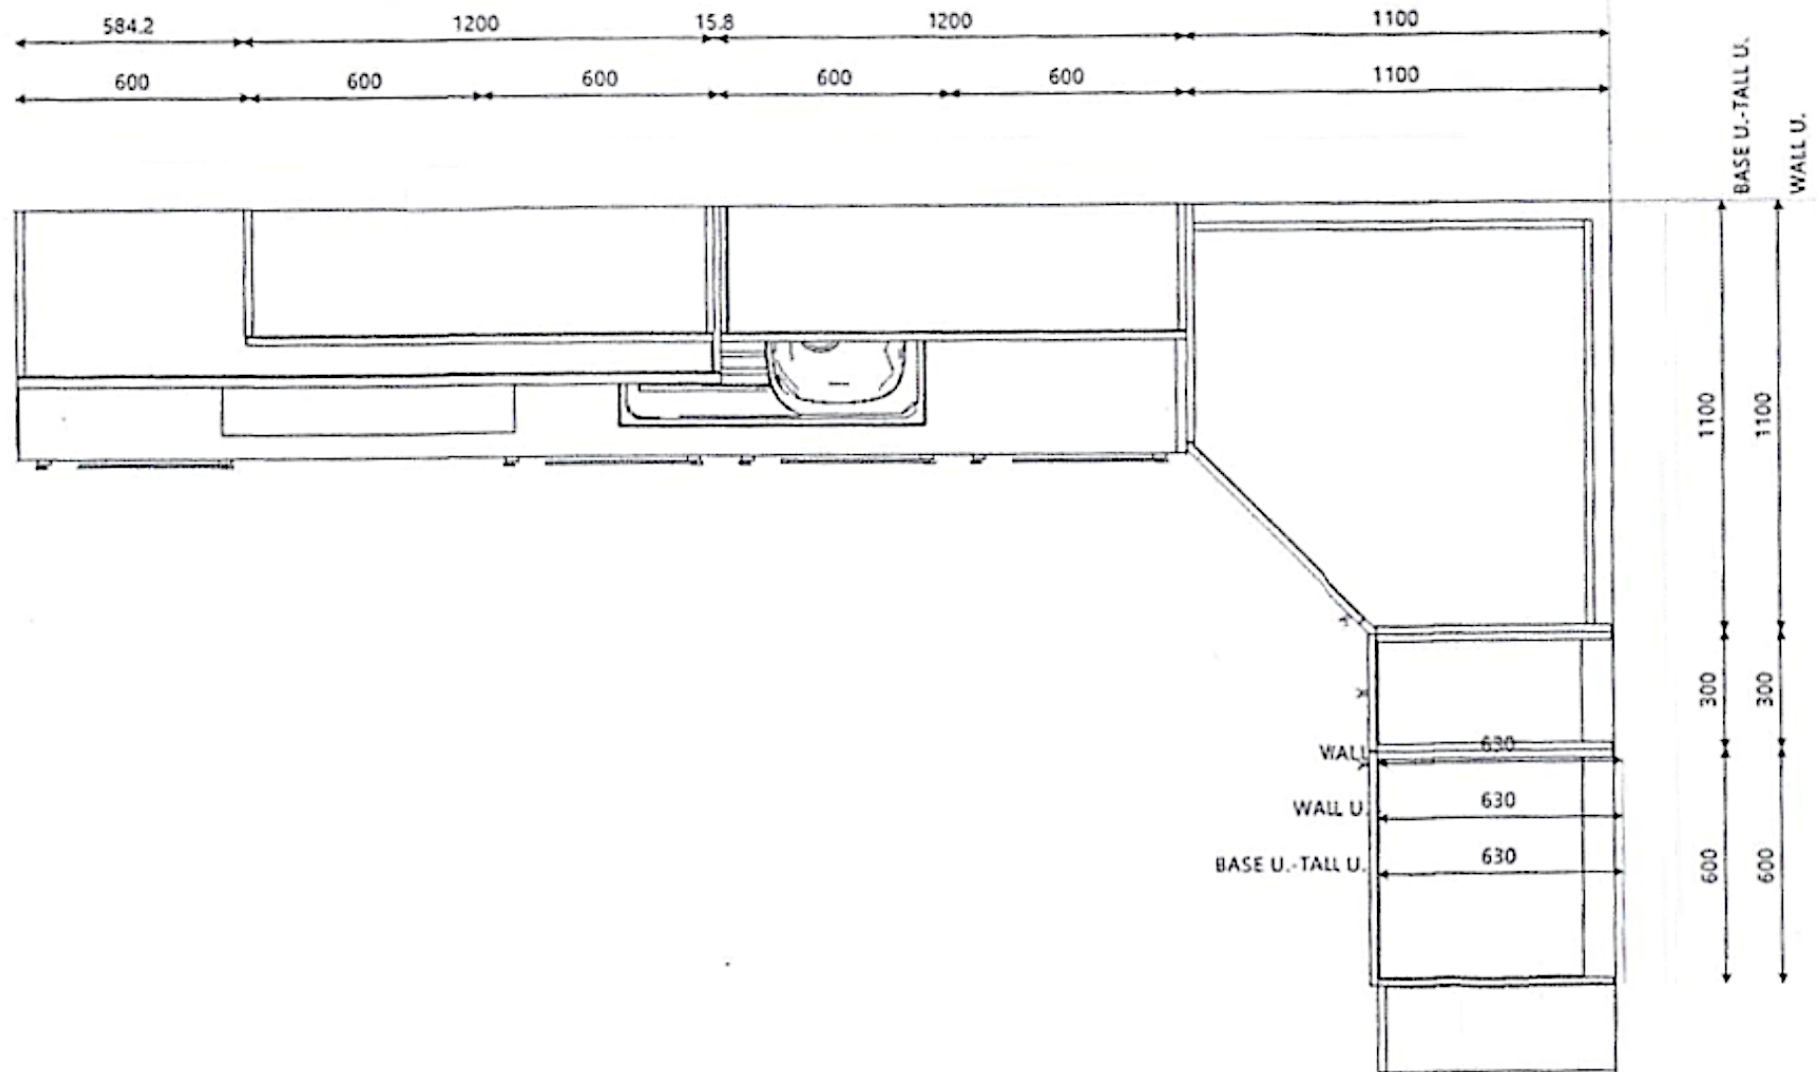 584.2 1200 15.8 1200 1100
600 600 600 600 600 1100
BASE U.-TALL U.
WALL U.
1100 1100
300 300
WALL 630
WALL U. 630
BASE U.-TALL U. 630
600 600